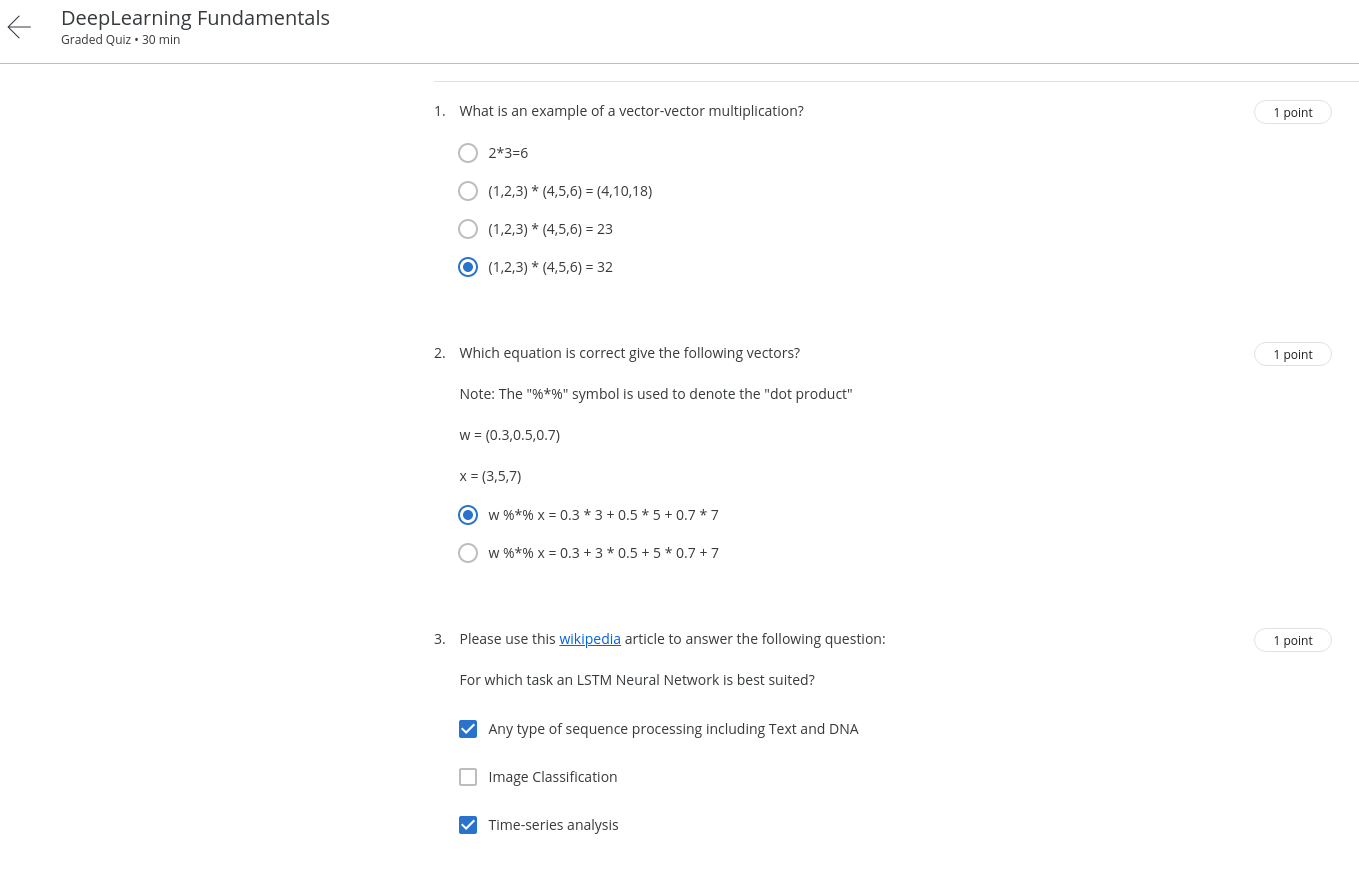 DeepLearning Fundamentals
Graded Quiz • 30 min
1. What is an example of a vector-vector multiplication? 1 point
2*3=6
(1,2,3) * (4,5,6) = (4,10,18)
(1,2,3) * (4,5,6) = 23
(1,2,3) * (4,5,6) = 32
2. Which equation is correct give the following vectors? 1 point
Note: The "%*%" symbol is used to denote the "dot product"
w = (0.3,0.5,0.7)
x = (3,5,7)
w %*% x = 0.3 * 3 + 0.5 * 5 + 0.7 * 7
w %*% x = 0.3 + 3 * 0.5 + 5 * 0.7 + 7
3. Please use this wikipedia article to answer the following question: 1 point
For which task an LSTM Neural Network is best suited?
Any type of sequence processing including Text and DNA
Image Classification
Time-series analysis